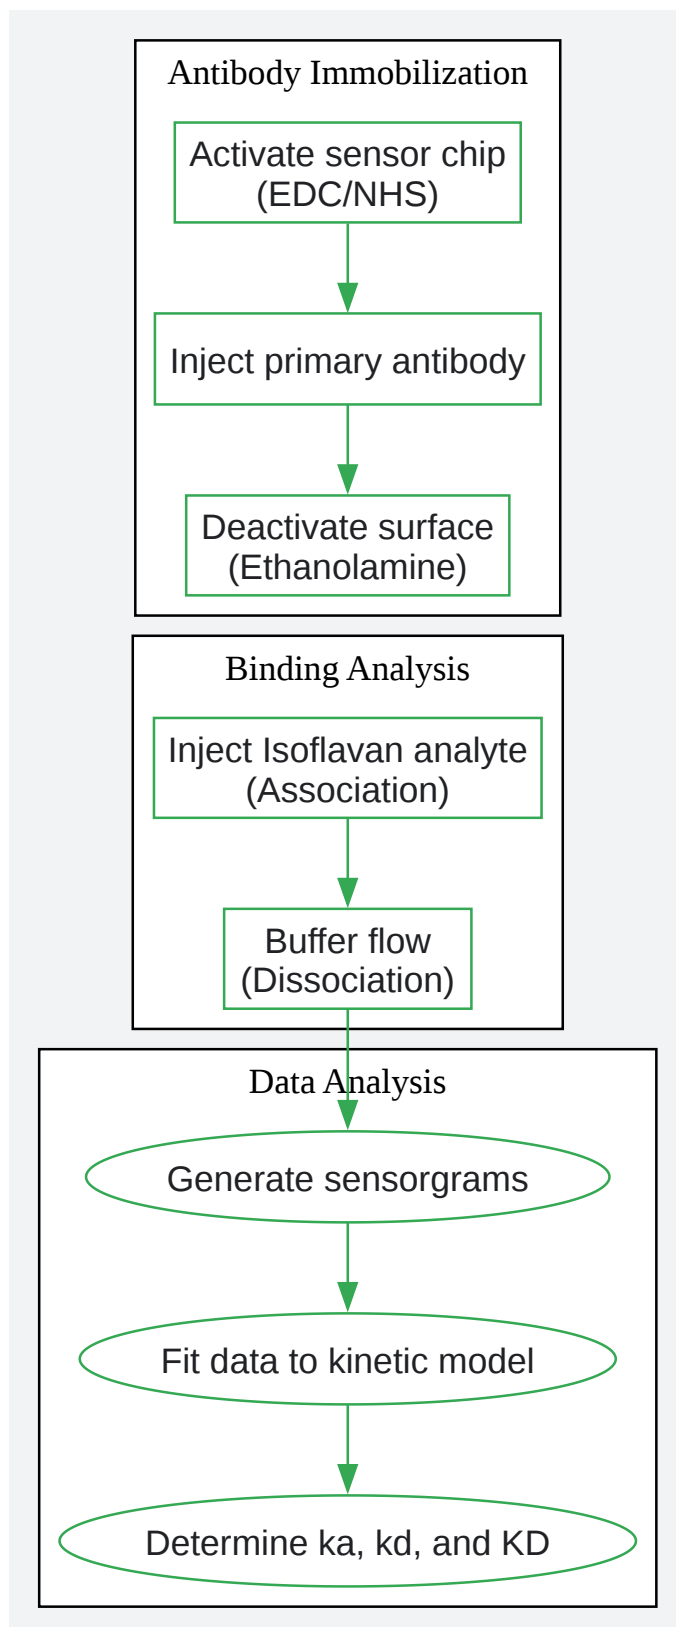 Antibody Immobilization
Activate sensor chip
(EDC/NHS)
Inject primary antibody
Deactivate surface
(Ethanolamine)
Binding Analysis
Inject Isoflavan analyte
(Association)
Buffer flow
(Dissociation)
Data Analysis
Generate sensorgrams
Fit data to kinetic model
Determine ka, kd, and KD